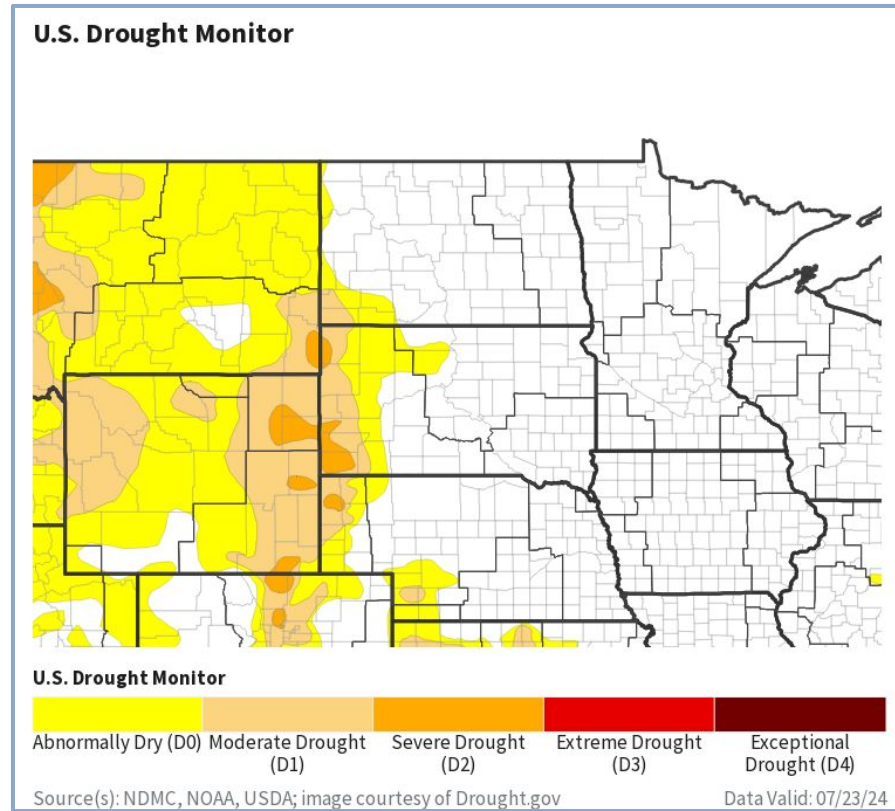 U.S. Drought Monitor
U.S. Drought Monitor
Abnormally Dry (D0)
Moderate Drought
(D1)
Severe Drought
(D2)
Extreme Drought
(D3)
Exceptional
Drought (D4)
Source(s): NDMC, NOAA, USDA; image courtesy of Drought.gov
Data Valid: 07/23/24